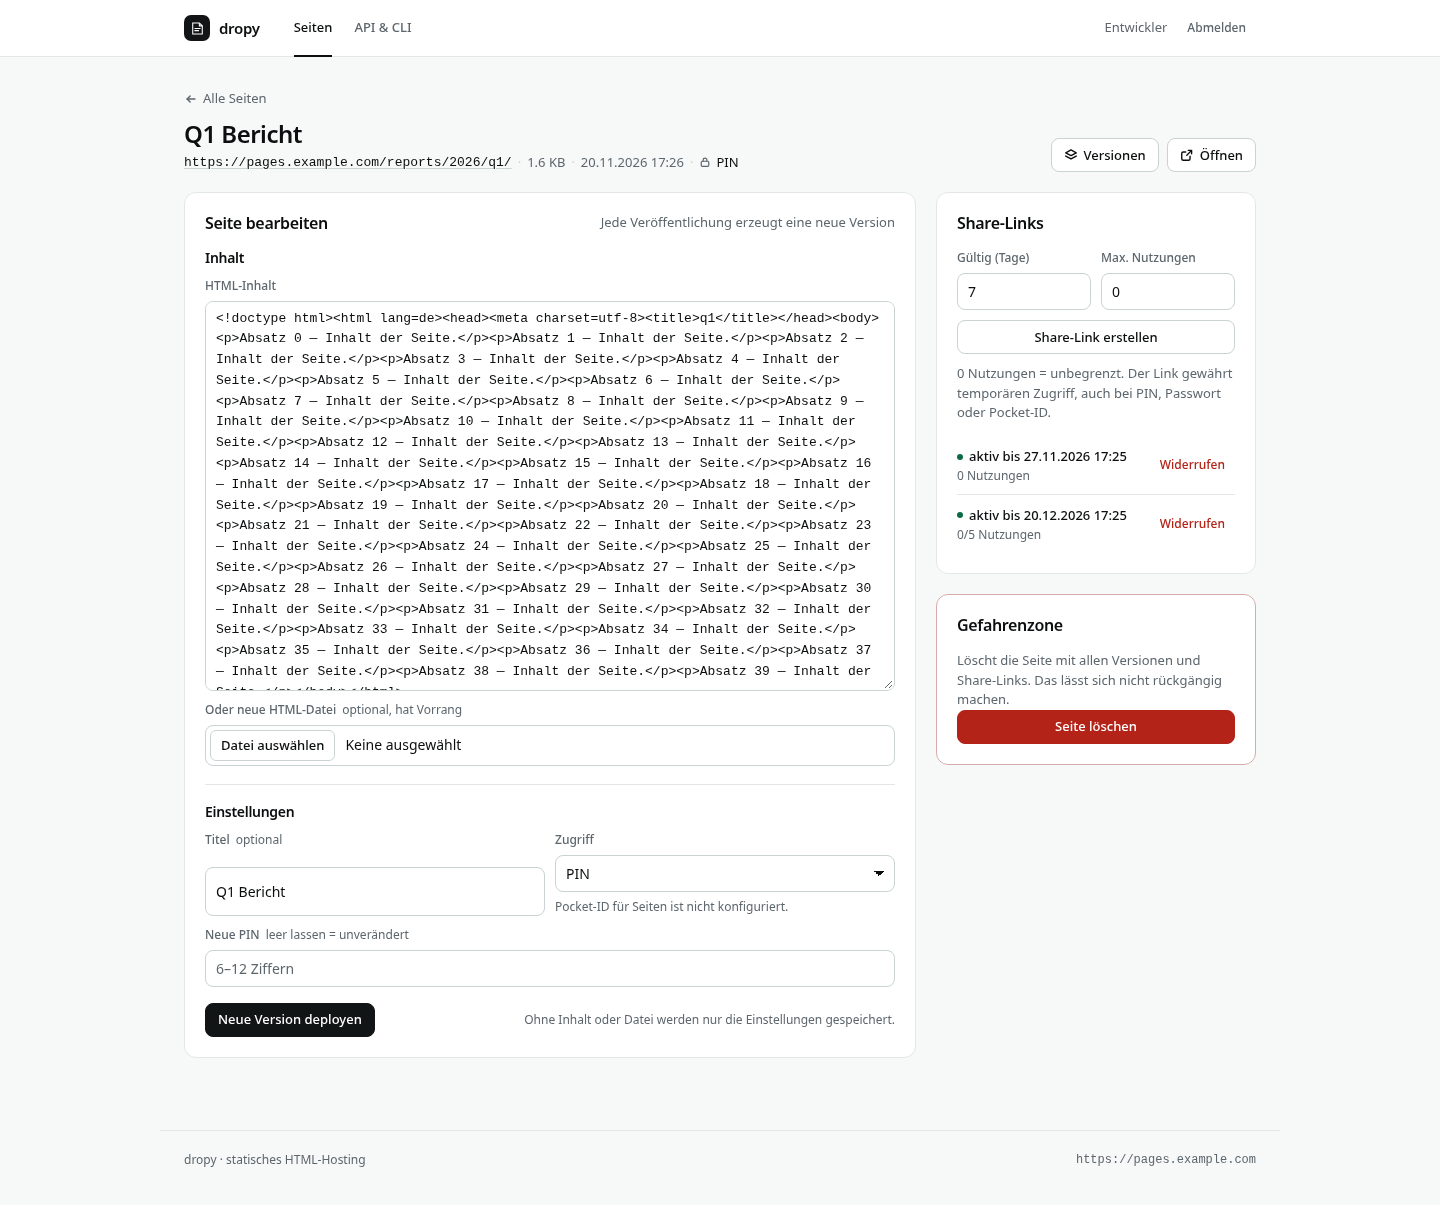 dropy
Seiten
API & CLI
Entwickler
Abmelden
Alle Seiten
Q1 Bericht
https://pages.example.com/reports/2026/q1/ · 1.6 KB · 20.11.2026 17:26 · PIN
Versionen
Öffnen
Seite bearbeiten
Jede Veröffentlichung erzeugt eine neue Version
Inhalt
HTML-Inhalt
<!doctype html><html lang=de><head><meta charset=utf-8><title>q1</title></head><body>
<p>Absatz 0 — Inhalt der Seite.</p><p>Absatz 1 — Inhalt der Seite.</p><p>Absatz 2 —
Inhalt der Seite.</p><p>Absatz 3 — Inhalt der Seite.</p><p>Absatz 4 — Inhalt der
Seite.</p><p>Absatz 5 — Inhalt der Seite.</p><p>Absatz 6 — Inhalt der Seite.</p>
<p>Absatz 7 — Inhalt der Seite.</p><p>Absatz 8 — Inhalt der Seite.</p><p>Absatz 9 —
Inhalt der Seite.</p><p>Absatz 10 — Inhalt der Seite.</p><p>Absatz 11 — Inhalt der
Seite.</p><p>Absatz 12 — Inhalt der Seite.</p><p>Absatz 13 — Inhalt der Seite.</p>
<p>Absatz 14 — Inhalt der Seite.</p><p>Absatz 15 — Inhalt der Seite.</p><p>Absatz 16
— Inhalt der Seite.</p><p>Absatz 17 — Inhalt der Seite.</p><p>Absatz 18 — Inhalt der
Seite.</p><p>Absatz 19 — Inhalt der Seite.</p><p>Absatz 20 — Inhalt der Seite.</p>
<p>Absatz 21 — Inhalt der Seite.</p><p>Absatz 22 — Inhalt der Seite.</p><p>Absatz 23
— Inhalt der Seite.</p><p>Absatz 24 — Inhalt der Seite.</p><p>Absatz 25 — Inhalt der
Seite.</p><p>Absatz 26 — Inhalt der Seite.</p><p>Absatz 27 — Inhalt der Seite.</p>
<p>Absatz 28 — Inhalt der Seite.</p><p>Absatz 29 — Inhalt der Seite.</p><p>Absatz 30
— Inhalt der Seite.</p><p>Absatz 31 — Inhalt der Seite.</p><p>Absatz 32 — Inhalt der
Seite.</p><p>Absatz 33 — Inhalt der Seite.</p><p>Absatz 34 — Inhalt der Seite.</p>
<p>Absatz 35 — Inhalt der Seite.</p><p>Absatz 36 — Inhalt der Seite.</p><p>Absatz 37
— Inhalt der Seite.</p><p>Absatz 38 — Inhalt der Seite.</p><p>Absatz 39 — Inhalt der
Seite.</p></body></html>
Oder neue HTML-Datei optional, hat Vorrang
Datei auswählen Keine ausgewählt
Einstellungen
Titel optional
Q1 Bericht
Zugriff
PIN
Pocket-ID für Seiten ist nicht konfiguriert.
Neue PIN leer lassen = unverändert
6–12 Ziffern
Neue Version deployen
Ohne Inhalt oder Datei werden nur die Einstellungen gespeichert.
Share-Links
Gültig (Tage)
7
Max. Nutzungen
0
Share-Link erstellen
0 Nutzungen = unbegrenzt. Der Link gewährt
temporären Zugriff, auch bei PIN, Passwort
oder Pocket-ID.
aktiv bis 27.11.2026 17:25
0 Nutzungen
Widerrufen
aktiv bis 20.12.2026 17:25
0/5 Nutzungen
Widerrufen
Gefahrenzone
Löscht die Seite mit allen Versionen und
Share-Links. Das lässt sich nicht rückgängig
machen.
Seite löschen
dropy · statisches HTML-Hosting
https://pages.example.com